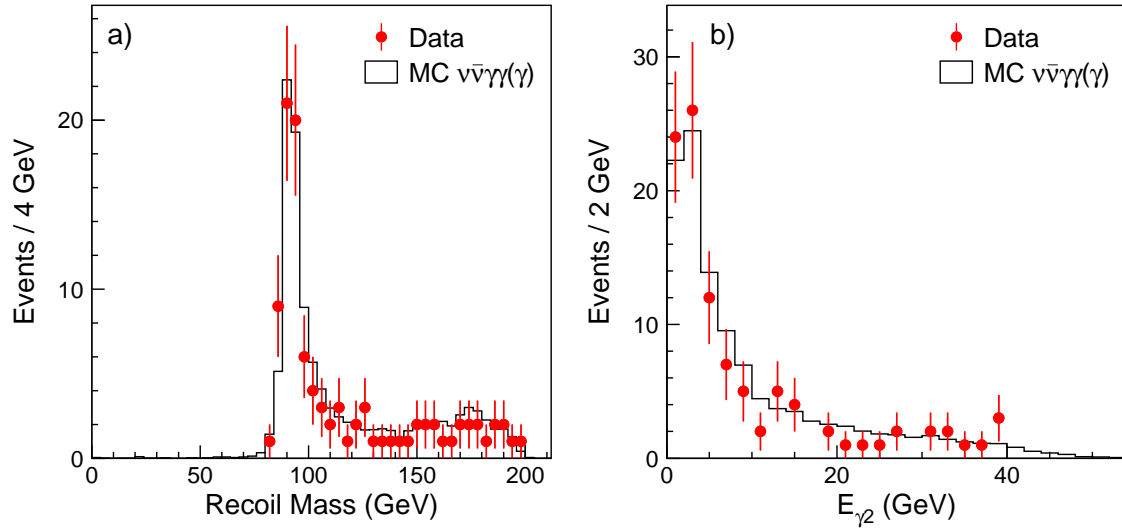 a)
Data
MC νν̄γγ(γ)
Events / 4 GeV
20
10
0
0 50 100 150 200
Recoil Mass (GeV)
b)
Data
MC νν̄γγ(γ)
Events / 2 GeV
30
20
10
0
0 20 40
E γ2 (GeV)